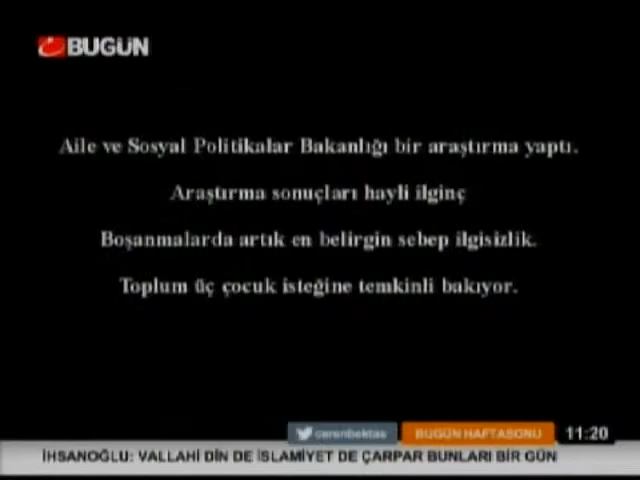 BUGÜN
Aile ve Sosyal Politikalar Bakanlığı bir araştırma yaptı.
Araştırma sonuçları hayli ilginç
Boşanmalarda artık en belirgin sebep ilgisizlik.
Toplum üç çocuk isteğine temkinli bakıyor.
cerenbektas BUGÜN HAFTASONU 11:20
İHSANOĞLU: VALLAHİ DİN DE İSLAMİYET DE ÇARPAR BUNLARI BİR GÜN